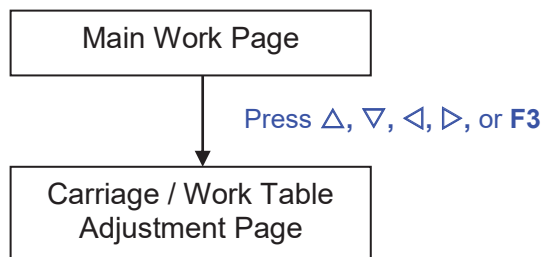 Main Work Page
Press △, ▽, ◁, ▷, or F3
Carriage / Work Table
Adjustment Page